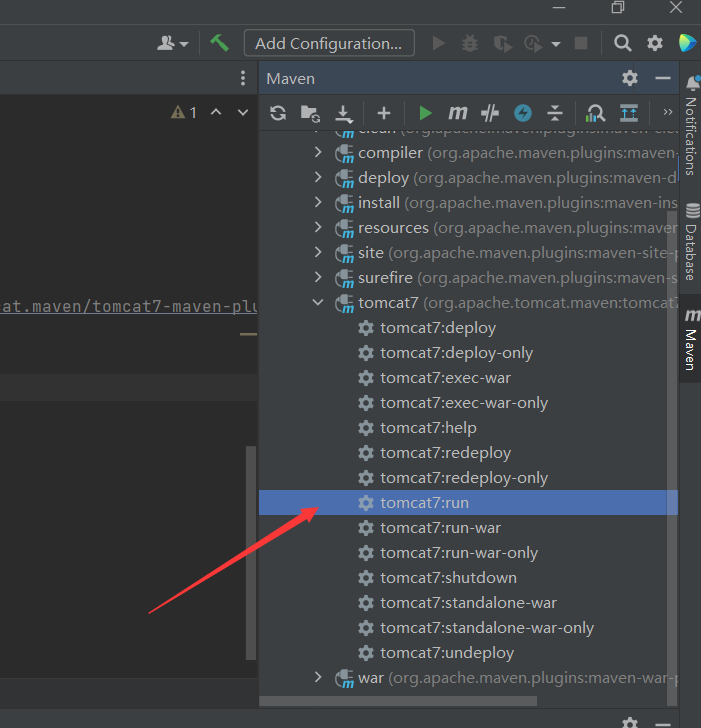 Add Configuration...
Maven
1
clean (org.apache.maven.plugins:maven-cle
compiler (org.apache.maven.plugins:maven-
deploy (org.apache.maven.plugins:maven-d
install (org.apache.maven.plugins:maven-ins
resources (org.apache.maven.plugins:maven
site (org.apache.maven.plugins:maven-site-p
surefire (org.apache.maven.plugins:maven-s
cat.maven/tomcat7-maven-plu
tomcat7 (org.apache.tomcat.maven:tomcat7
tomcat7:deploy
tomcat7:deploy-only
tomcat7:exec-war
tomcat7:exec-war-only
tomcat7:help
tomcat7:redeploy
tomcat7:redeploy-only
tomcat7:run
tomcat7:run-war
tomcat7:run-war-only
tomcat7:shutdown
tomcat7:standalone-war
tomcat7:standalone-war-only
tomcat7:undeploy
war (org.apache.maven.plugins:maven-war-p
Notifications
Database
Maven